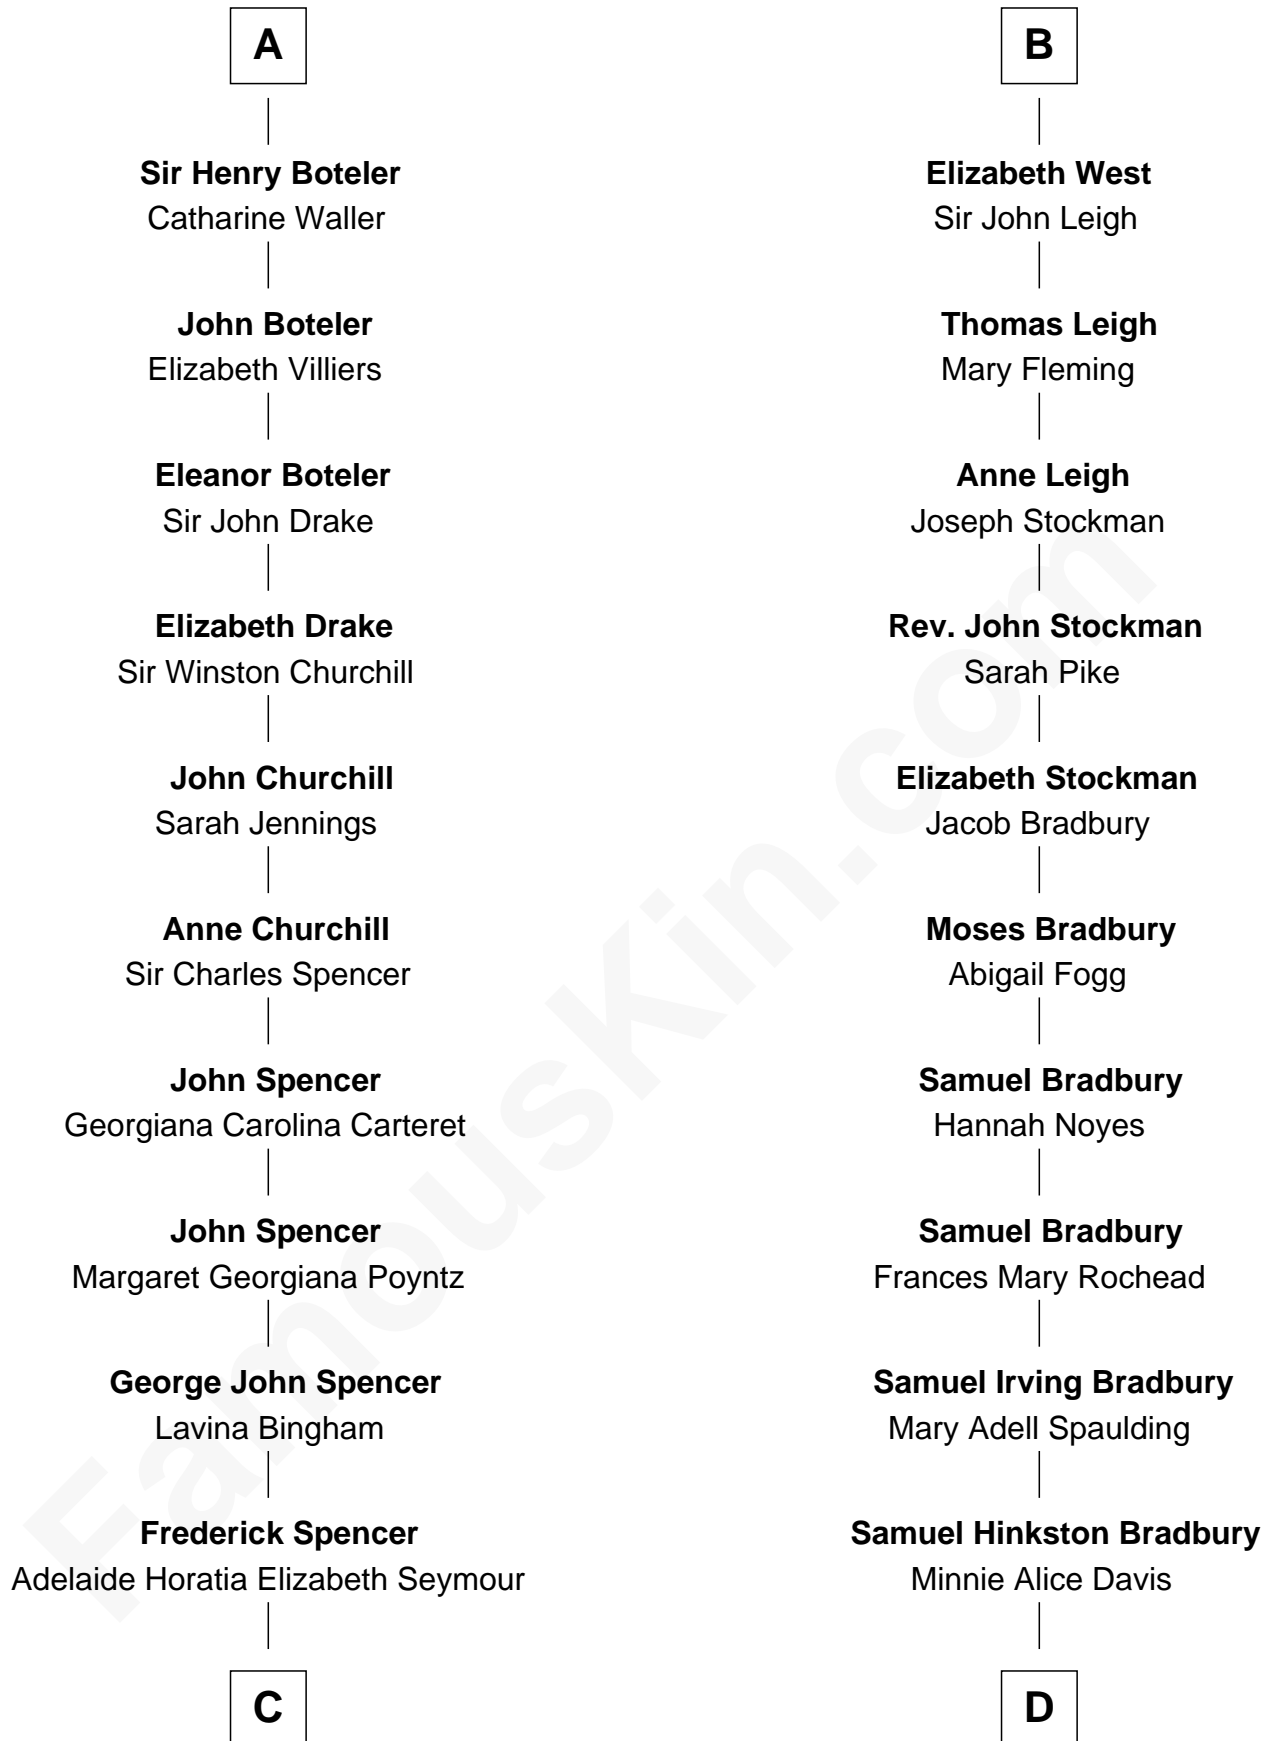 A
Sir Henry Boteler
Catharine Waller
John Boteler
Elizabeth Villiers
Eleanor Boteler
Sir John Drake
Elizabeth Drake
Sir Winston Churchill
John Churchill
Sarah Jennings
Anne Churchill
Sir Charles Spencer
John Spencer
Georgiana Carolina Carteret
John Spencer
Margaret Georgiana Poyntz
George John Spencer
Lavina Bingham
Frederick Spencer
Adelaide Horatia Elizabeth Seymour
C
B
Elizabeth West
Sir John Leigh
Thomas Leigh
Mary Fleming
Anne Leigh
Joseph Stockman
Rev. John Stockman
Sarah Pike
Elizabeth Stockman
Jacob Bradbury
Moses Bradbury
Abigail Fogg
Samuel Bradbury
Hannah Noyes
Samuel Bradbury
Frances Mary Rochead
Samuel Irving Bradbury
Mary Adell Spaulding
Samuel Hinkston Bradbury
Minnie Alice Davis
D
FamousKin.com